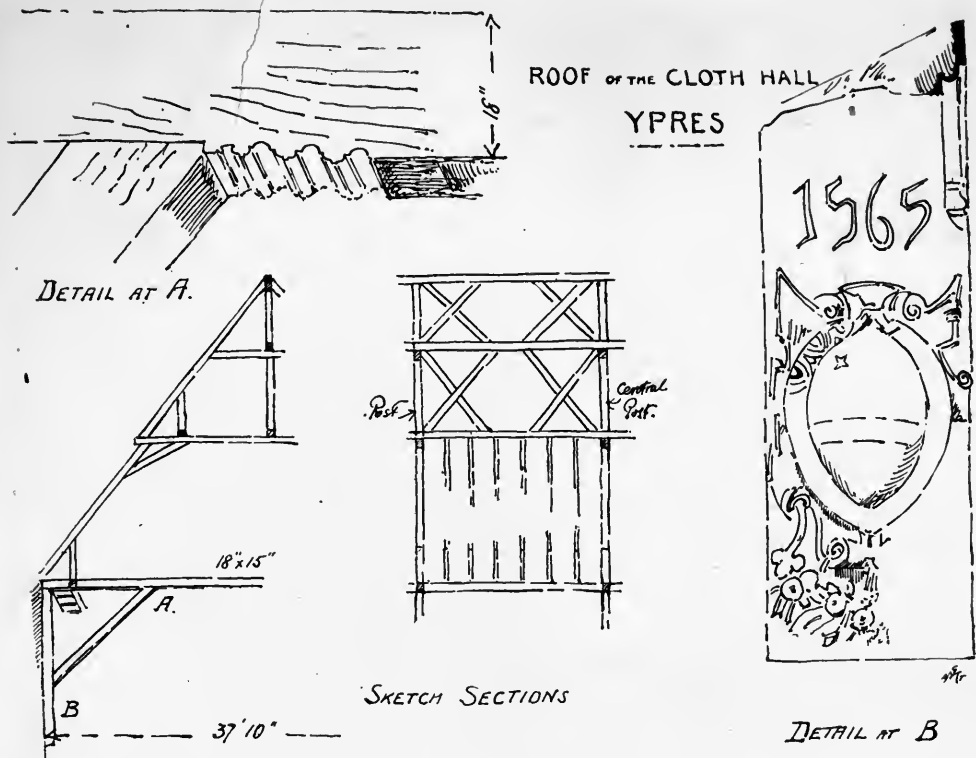 18"
ROOF OF THE CLOTH HALL
YPRES
1565
DETAIL AT A.
Post
Central
Post.
18"x15"
A.
B
37'10"
SKETCH SECTIONS
DETAIL AT B